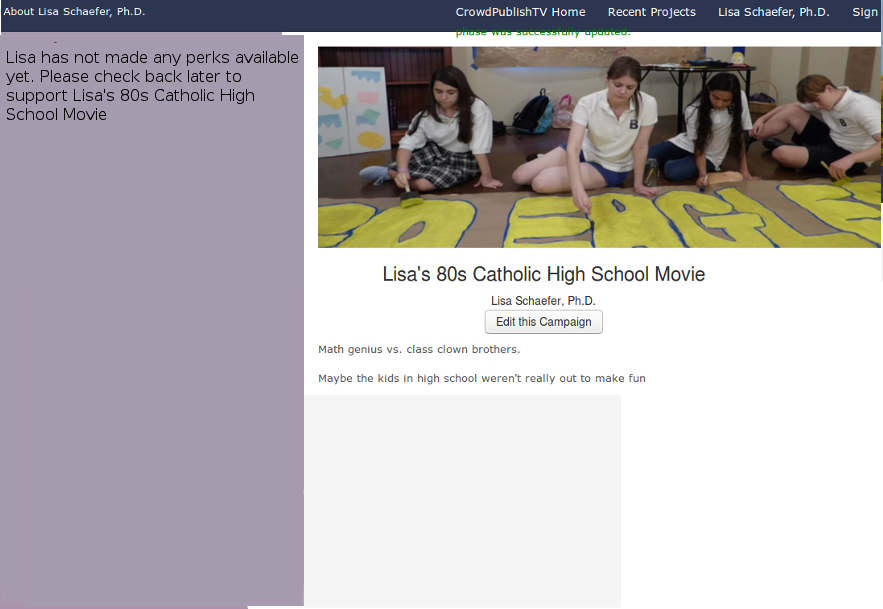 About Lisa Schaefer, Ph.D.
CrowdPublishTV Home Recent Projects Lisa Schaefer, Ph.D. Sign
phase was successfully updated.
Lisa has not made any perks available
yet. Please check back later to
support Lisa's 80s Catholic High
School Movie
B
B
GO EAGLES
Lisa's 80s Catholic High School Movie
Lisa Schaefer, Ph.D.
Edit this Campaign
Math genius vs. class clown brothers.
Maybe the kids in high school weren't really out to make fun